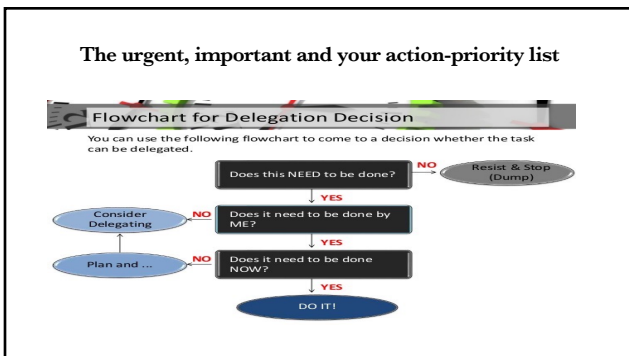 The urgent, important and your action-priority list
Flowchart for Delegation Decision
You can use the following flowchart to come to a decision whether the task
can be delegated.
Does this NEED to be done?
NO
Resist & Stop
(Dump)
YES
Consider
Delegating
NO
Does it need to be done by
ME?
YES
Plan and ...
NO
Does it need to be done
NOW?
YES
DO IT!